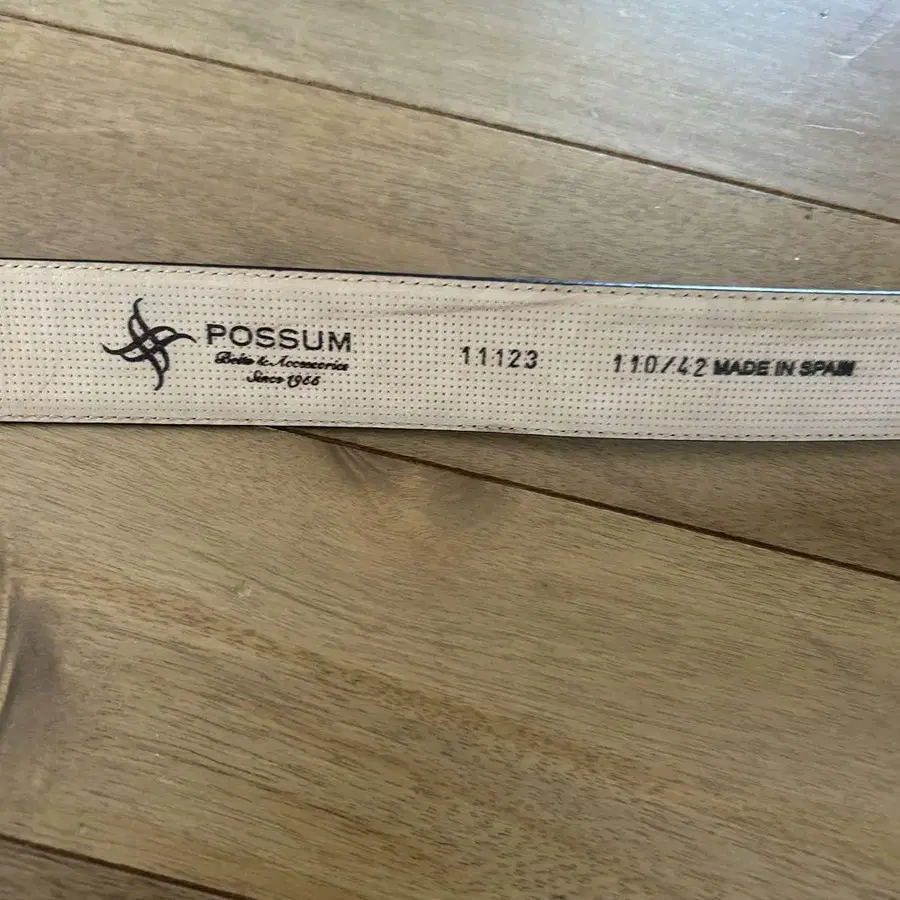 POSSUM
Belts & Accessories
Since 1966
11123
110/42 MADE IN SPAIN